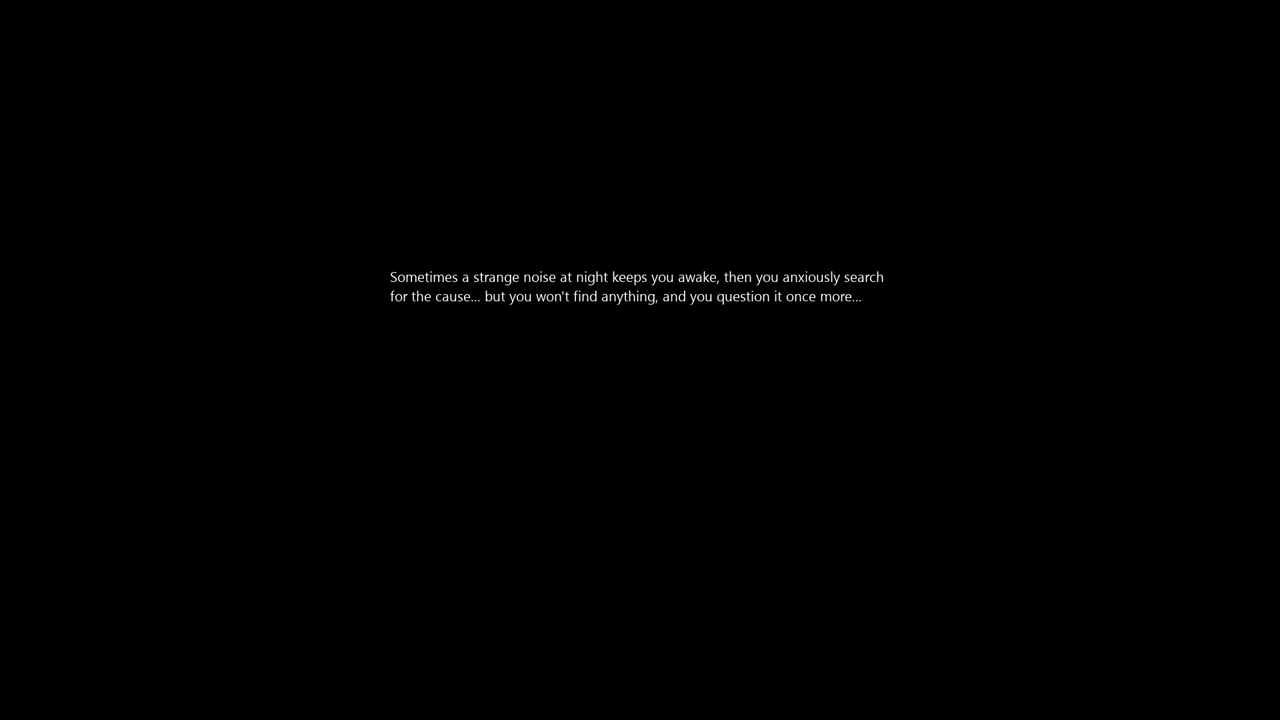 Sometimes a strange noise at night keeps you awake, then you anxiously search
for the cause... but you won't find anything, and you question it once more...